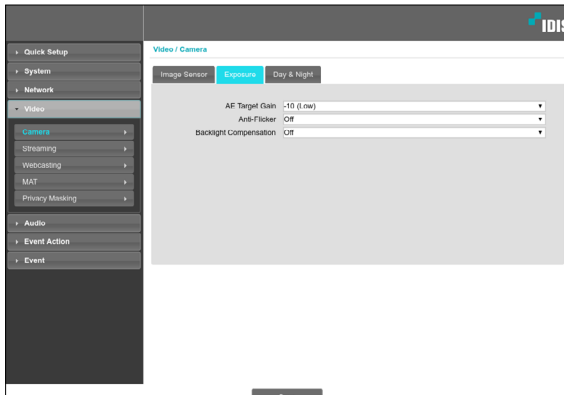 IDIS
Quick Setup
System
Network
Video
Camera
Streaming
Webcasting
MAT
Privacy Masking
Audio
Event Action
Event
Video / Camera
Image Sensor
Exposure
Day & Night
AE Target Gain -10 (Low)
Anti-Flicker Off
Backlight Compensation Off